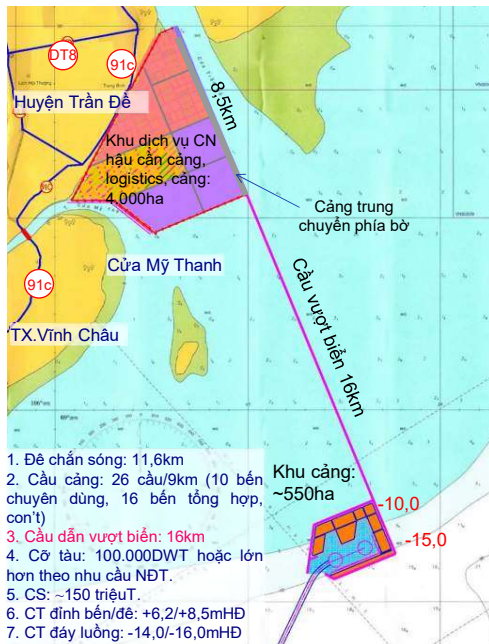 DT8
91c
Huyện Trần Đề
8,5km
Khu dịch vụ CN
hậu cần cảng,
logistics, cảng:
4.000ha
Cảng trung
chuyển phía bờ
Cửa Mỹ Thanh
Cầu vượt biển 16km
91c
TX.Vĩnh Châu
Khu cảng:
~550ha
-10,0
-15,0
1. Đê chắn sóng: 11,6km
2. Cầu cảng: 26 cầu/9km (10 bến
chuyên dùng, 16 bến tổng hợp,
con't)
3. Cầu dẫn vượt biển: 16km
4. Cỡ tàu: 100.000DWT hoặc lớn
hơn theo nhu cầu NĐT.
5. CS: ~150 triệuT.
6. CT đỉnh bến/đê: +6,2/+8,5mHĐ
7. CT đáy luồng: -14,0/-16,0mHĐ